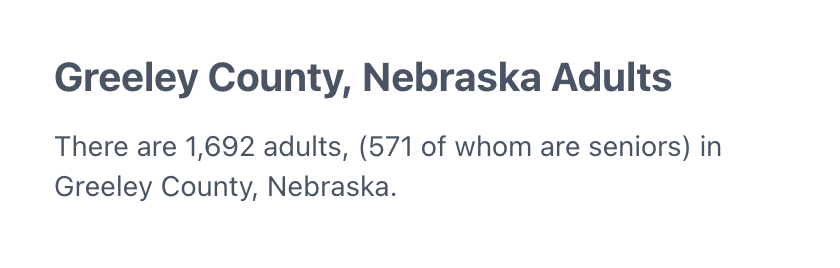 Greeley County, Nebraska Adults
There are 1,692 adults, (571 of whom are seniors) in
Greeley County, Nebraska.